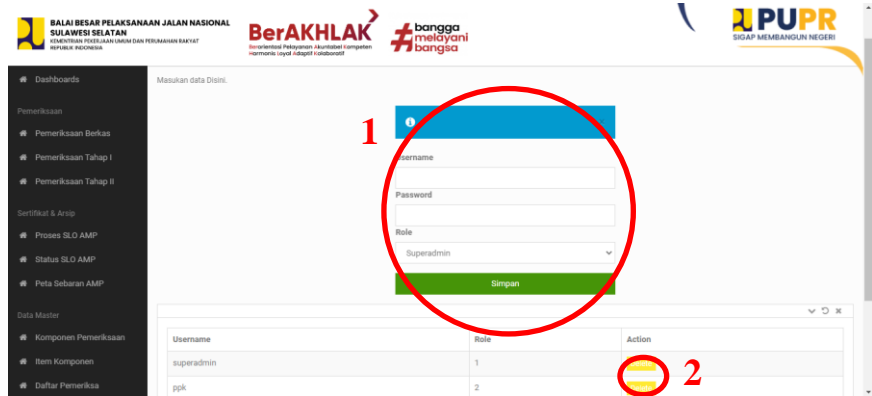 BALAI BESAR PELAKSANAAN JALAN NASIONAL
SULAWESI SELATAN
KEMENTRIAN PEKERJAAN UMUM DAN PERUMAHAN RAKYAT
REPUBLIK INDONESIA
BerAKHLAK
Berorientasi Pelayanan Akuntabel Kompeten
Harmonis Loyal Adaptif Kolaboratif
#bangga
melayani
bangsa
PUPR
SIGAP MEMBANGUN NEGERI
Dashboards
Pemeriksaan
Pemeriksaan Berkas
Pemeriksaan Tahap I
Pemeriksaan Tahap II
Sertifikat & Arsip
Proses SLO AMP
Status SLO AMP
Peta Sebaran AMP
Data Master
Komponen Pemeriksaan
Item Komponen
Daftar Pemeriksa
Masukan data Disini.
1
Username
Password
Role
Superadmin
Simpan
Username Role Action
superadmin 1
ppk 2
2